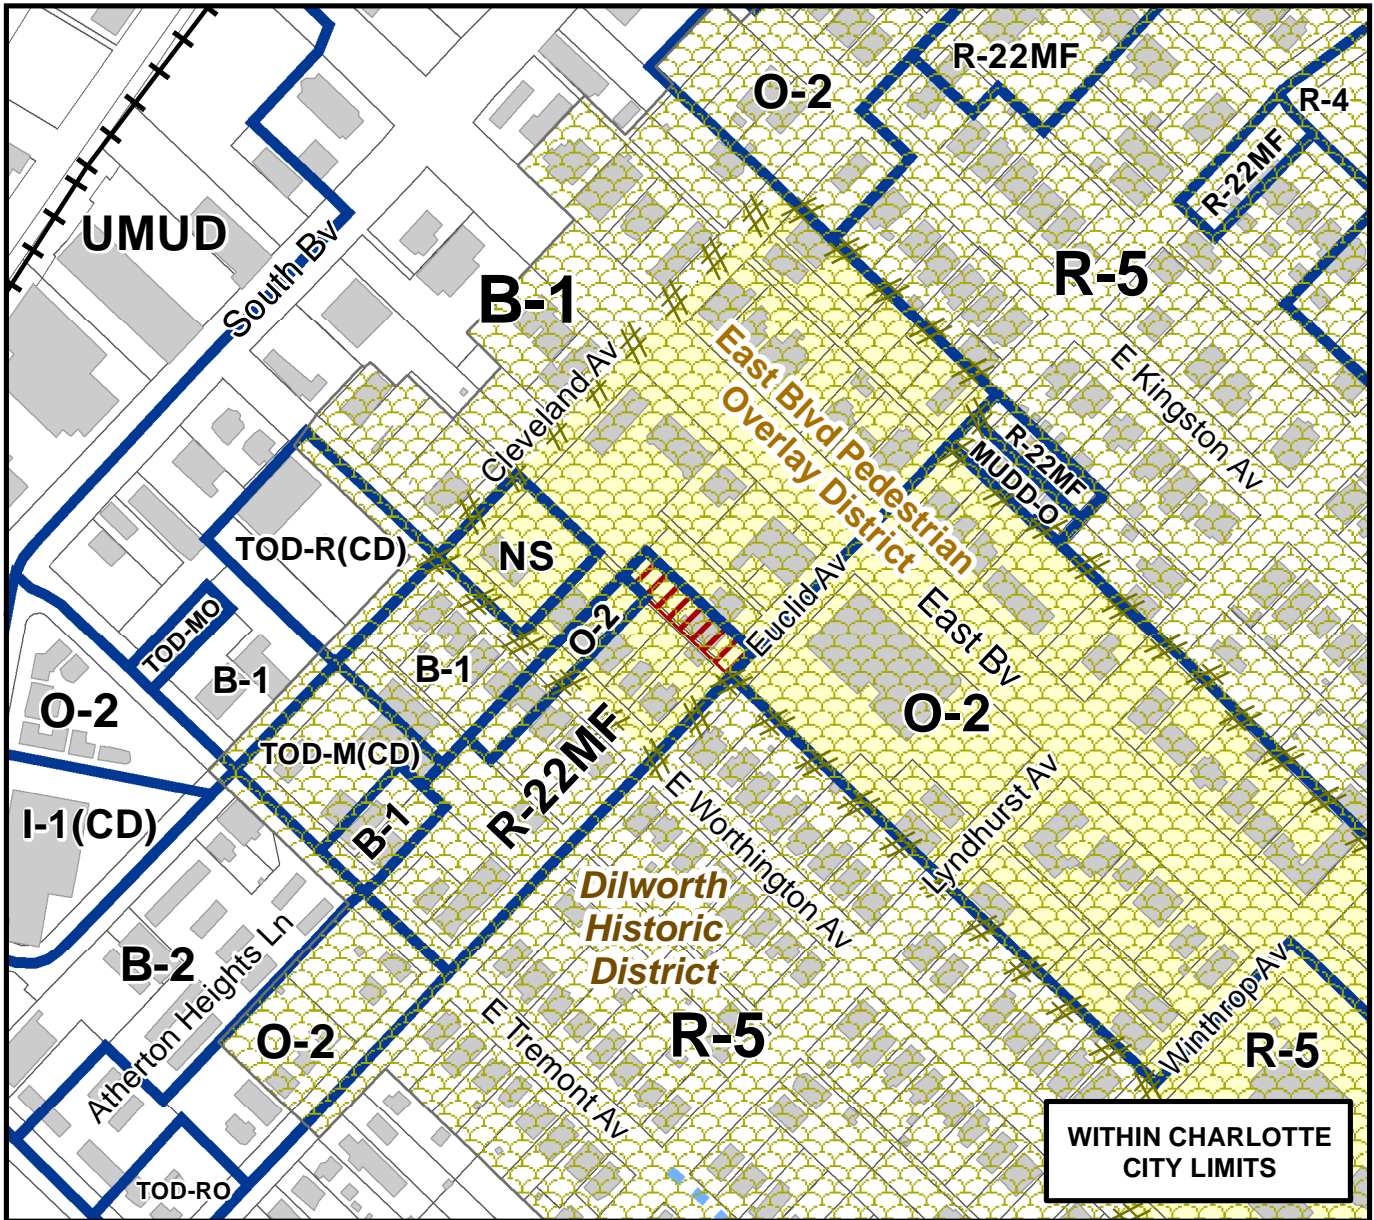 R-22MF
O-2
R-4
R-22MF
UMUD
South Bv
B-1
R-5
E Kingston Av
East Blvd Pedestrian
Overlay District
Cleveland Av
R-22MF
MUDD-O
TOD-R(CD)
NS
Euclid Av
East Bv
TOD-MO
O-2
B-1
B-1
O-2
O-2
TOD-M(CD)
R-22MF
E Worthington Av
Lyndhurst Av
I-1(CD)
B-1
Dilworth
Historic
District
B-2
Atherton Heights Ln
O-2
E Tremont Av
R-5
Winthrop Av
R-5
TOD-RO
WITHIN CHARLOTTE
CITY LIMITS